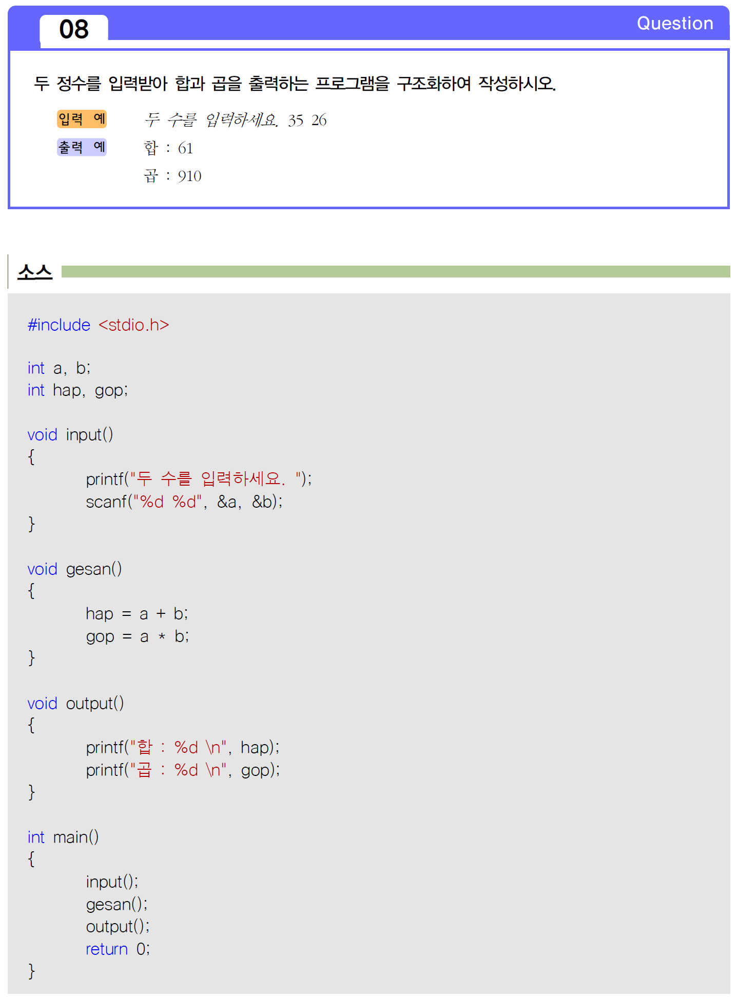 08
Question
두 정수를 입력받아 합과 곱을 출력하는 프로그램을 구조화하여 작성하시오.
입력 예 두 수를 입력하세요. 35 26
출력 예 합 : 61
곱 : 910
소스
#include <stdio.h>
int a, b;
int hap, gop;
void input()
{
printf("두 수를 입력하세요. ");
scanf("%d %d", &a, &b);
}
void gesan()
{
hap = a + b;
gop = a * b;
}
void output()
{
printf("합 : %d \n", hap);
printf("곱 : %d \n", gop);
}
int main()
{
input();
gesan();
output();
return 0;
}